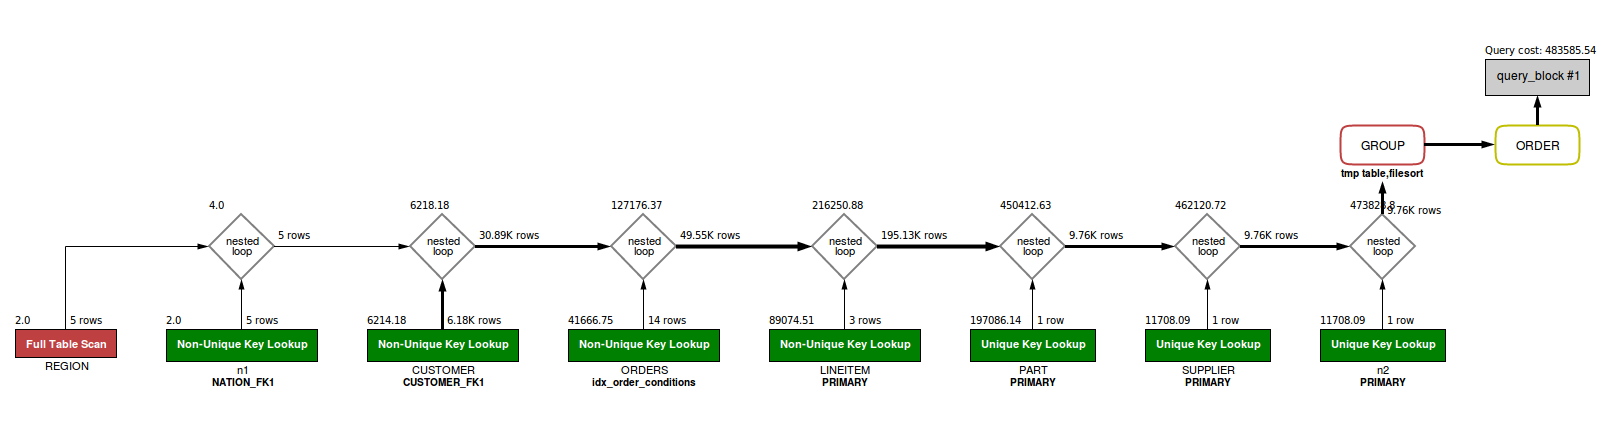 Query cost: 483585.54
query_block #1
GROUP
ORDER
tmp table,filesort
4.0
6218.18
127176.37
216250.88
450412.63
462120.72
9.76K rows
nested
loop
5 rows
nested
loop
30.89K rows
nested
loop
49.55K rows
nested
loop
195.13K rows
nested
loop
9.76K rows
nested
loop
9.76K rows
nested
loop
2.0
5 rows
2.0
5 rows
6214.18
6.18K rows
41666.75
14 rows
89074.51
3 rows
197086.14
1 row
11708.09
1 row
11708.09
1 row
Full Table Scan
Non-Unique Key Lookup
Non-Unique Key Lookup
Non-Unique Key Lookup
Non-Unique Key Lookup
Unique Key Lookup
Unique Key Lookup
Unique Key Lookup
REGION
n1
NATION_FK1
CUSTOMER
CUSTOMER_FK1
ORDERS
idx_order_conditions
LINEITEM
PRIMARY
PART
PRIMARY
SUPPLIER
PRIMARY
n2
PRIMARY